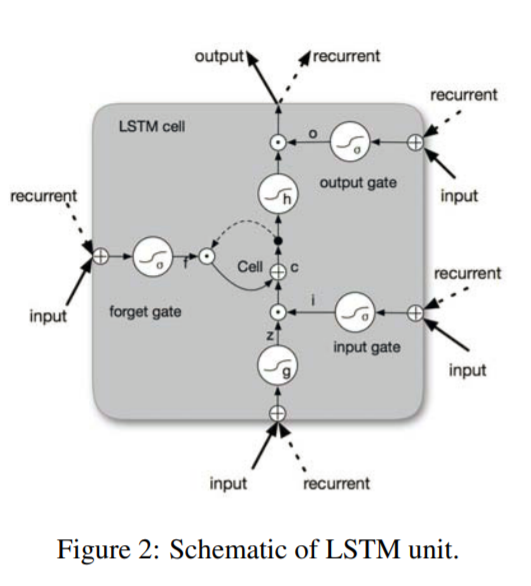 output
recurrent
recurrent
LSTM cell
o
σ
output gate
input
h
recurrent
σ
f
Cell
c
recurrent
input
forget gate
i
σ
z
input gate
input
g
input
recurrent
Figure 2: Schematic of LSTM unit.